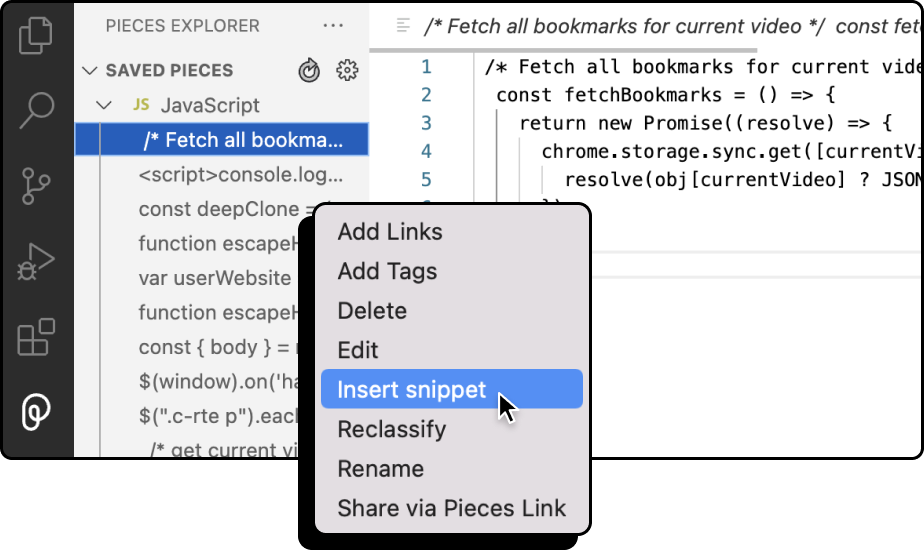 PIECES EXPLORER ...
SAVED PIECES
JS JavaScript
/* Fetch all bookma...
<script>console.log...
const deepClone =
function escapeH
var userWebsite
function escapeH
const { body } =
$(window).on('ha
$(".c-rte p").each
/* get current vi
/* Fetch all bookmarks for current video */ const fet
1 /* Fetch all bookmarks for current vide
2 const fetchBookmarks = () => {
3 return new Promise((resolve) => {
4 chrome.storage.sync.get([currentVi
5 resolve(obj[currentVideo] ? JSON
Add Links
Add Tags
Delete
Edit
Insert snippet
Reclassify
Rename
Share via Pieces Link